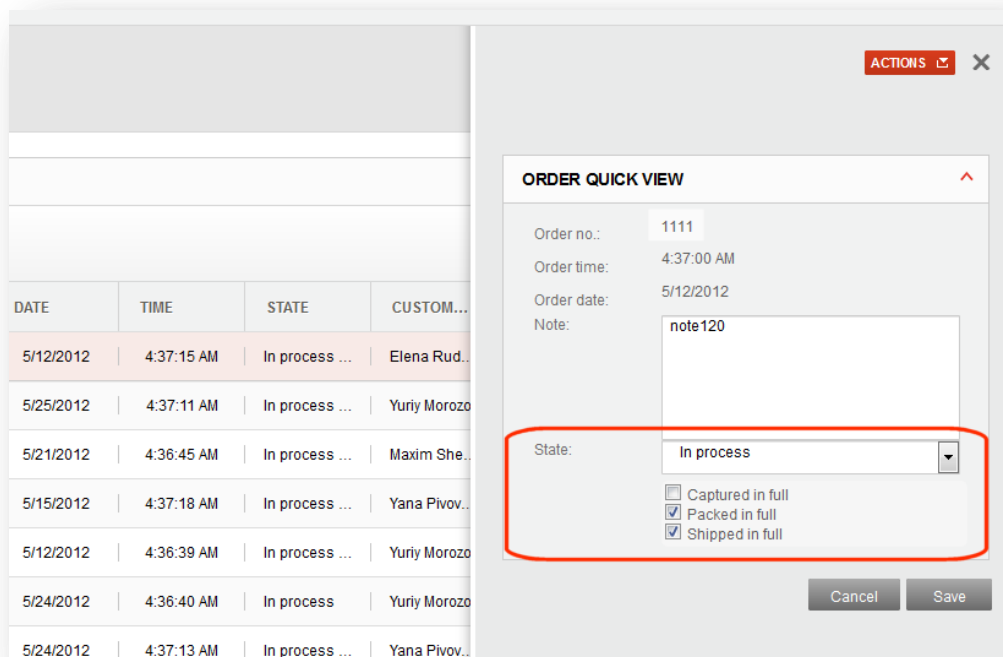 ACTIONS
ORDER QUICK VIEW
Order no.: 1111
Order time: 4:37:00 AM
Order date: 5/12/2012
Note: note120
State: In process
Captured in full
Packed in full
Shipped in full
Cancel Save
DATE TIME STATE CUSTOM...
5/12/2012 4:37:15 AM In process ... Elena Rud..
5/25/2012 4:37:11 AM In process ... Yuriy Morozo
5/21/2012 4:36:45 AM In process ... Maxim She..
5/15/2012 4:37:18 AM In process ... Yana Pivov..
5/12/2012 4:36:39 AM In process ... Yuriy Morozo
5/24/2012 4:36:40 AM In process Yuriy Morozo
5/24/2012 4:37:13 AM In process ... Yana Pivov..